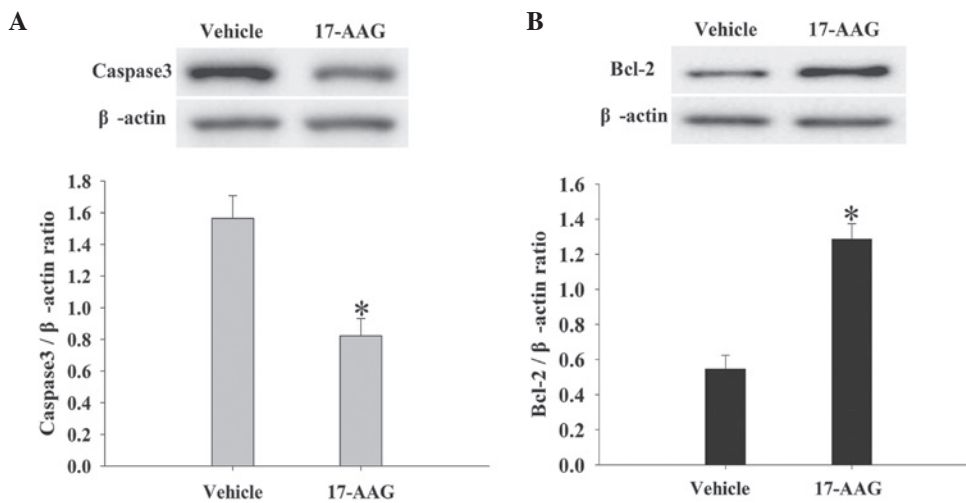 A
Vehicle 17-AAG
Caspase3
β -actin
Caspase3 / β -actin ratio
1.8
1.6
1.4
1.2
1.0
0.8
0.6
0.4
0.2
0.0
*
Vehicle 17-AAG
B
Vehicle 17-AAG
Bcl-2
β -actin
Bcl-2 / β -actin ratio
1.6
1.4
1.2
1.0
0.8
0.6
0.4
0.2
0.0
*
Vehicle 17-AAG